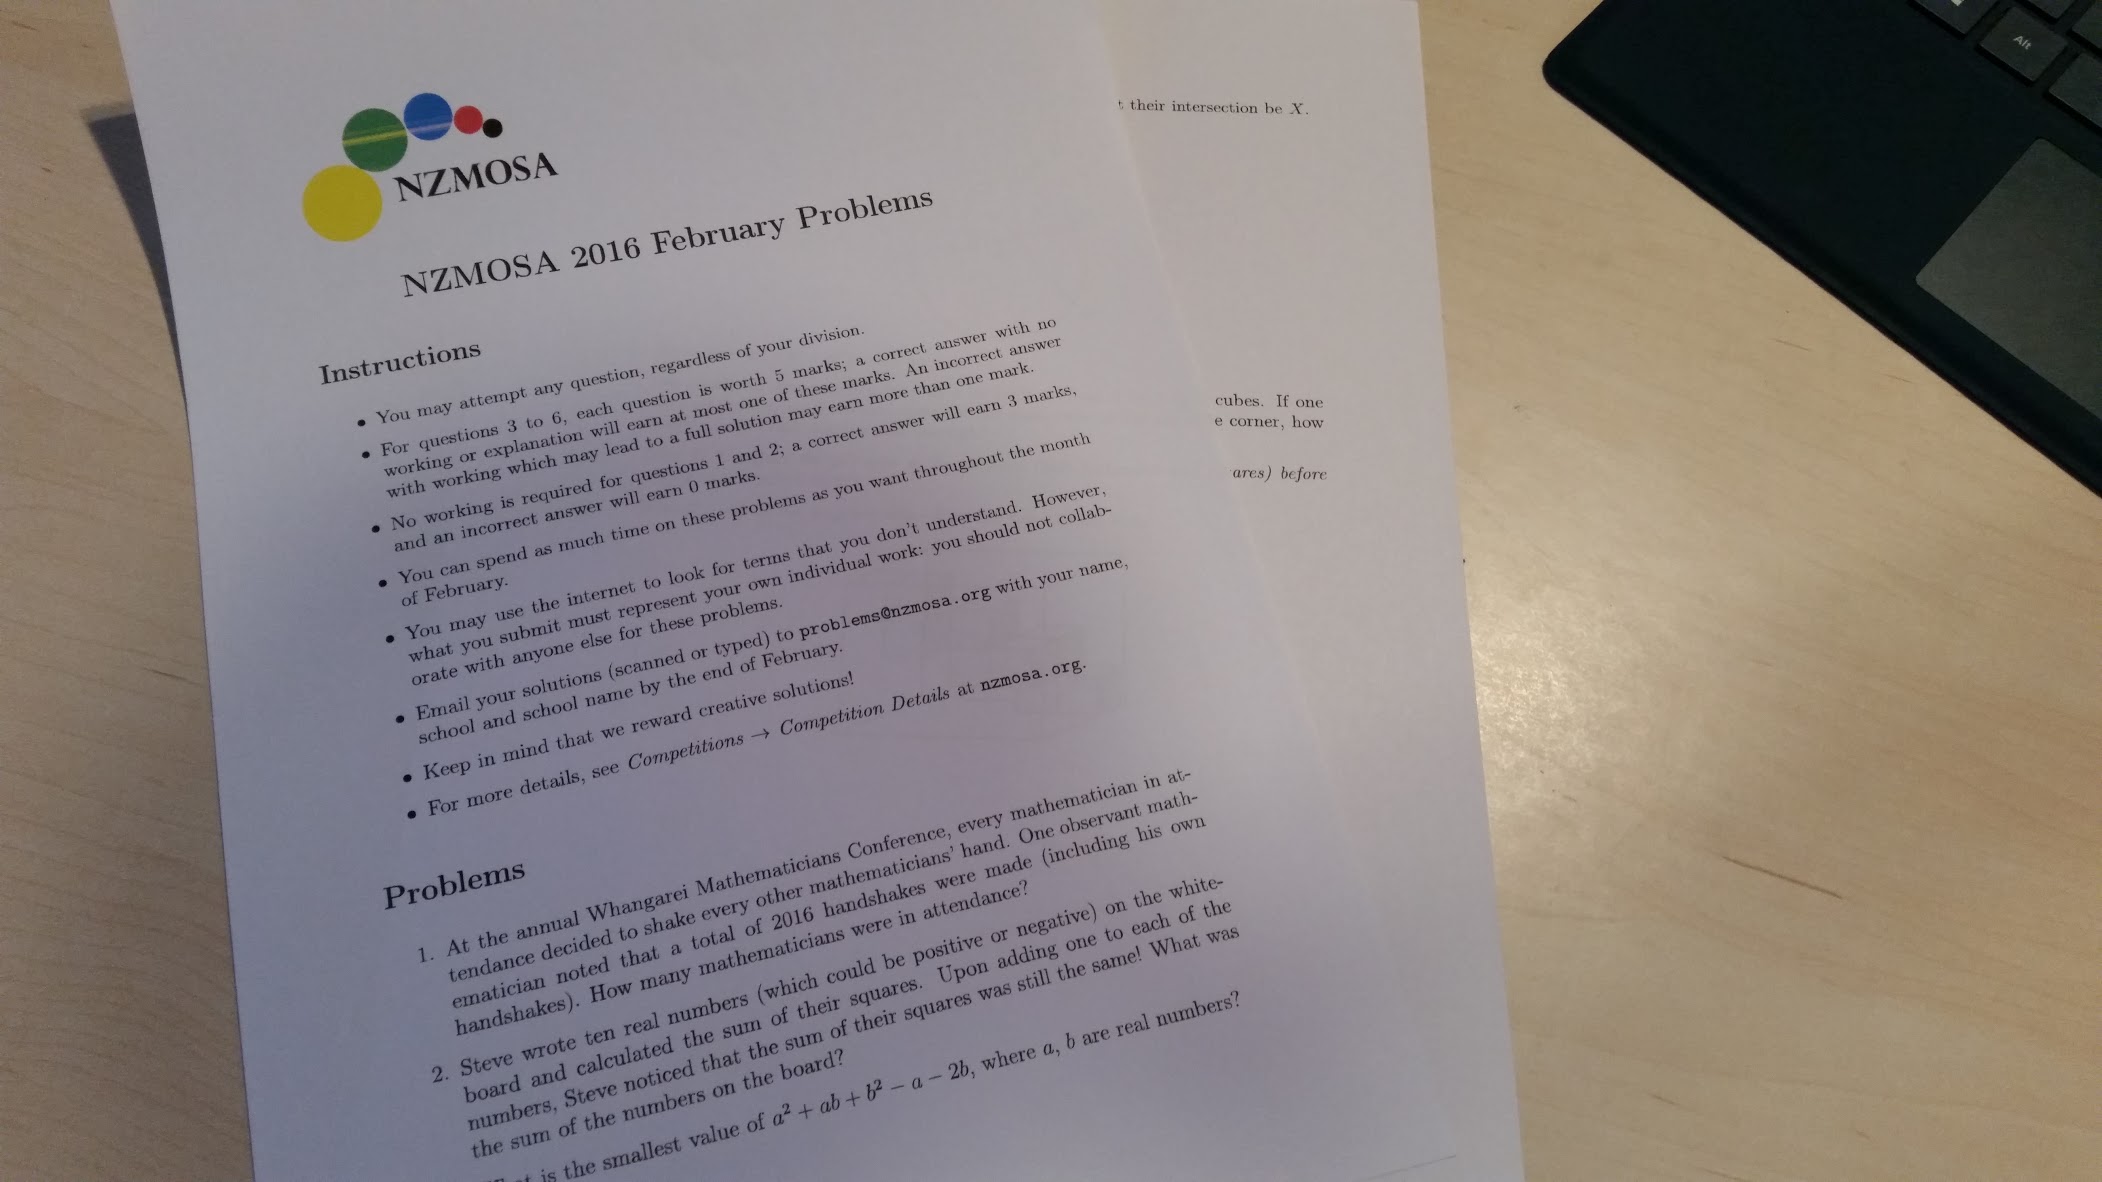 NZMOSA
NZMOSA 2016 February Problems
Instructions
• You may attempt any question, regardless of your division.
• For questions 3 to 6, each question is worth 5 marks; a correct answer with no
working or explanation will earn at most one of these marks. An incorrect answer
with working which may lead to a full solution may earn more than one mark.
• No working is required for questions 1 and 2; a correct answer will earn 3 marks,
and an incorrect answer will earn 0 marks.
• You can spend as much time on these problems as you want throughout the month
of February.
• You may use the internet to look for terms that you don't understand. However,
what you submit must represent your own individual work: you should not collab-
orate with anyone else for these problems.
• Email your solutions (scanned or typed) to problems@nzmosa.org with your name,
school and school name by the end of February.
• Keep in mind that we reward creative solutions!
• For more details, see Competitions → Competition Details at nzmosa.org.
Problems
1. At the annual Whangarei Mathematicians Conference, every mathematician in at-
tendance decided to shake every other mathematicians' hand. One observant math-
ematician noted that a total of 2016 handshakes were made (including his own
handshakes). How many mathematicians were in attendance?
2. Steve wrote ten real numbers (which could be positive or negative) on the white-
board and calculated the sum of their squares. Upon adding one to each of the
numbers, Steve noticed that the sum of their squares was still the same! What was
the sum of the numbers on the board?
is the smallest value of a² + ab + b² − a − 2b, where a, b are real numbers?
their intersection be X.
cubes. If one
e corner, how
ares) before
Alt